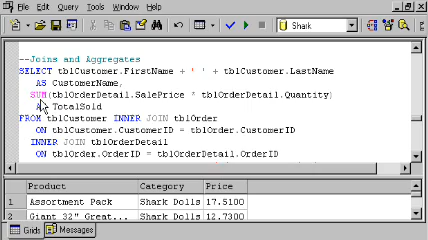 File Edit Query Window Help
Shark
--Joins and Aggregates
SELECT tblCustomer.FirstName + ' ' + tblCustomer.LastName
AS CustomerName,
SUM(tblOrderDetail.SalePrice * tblOrderDetail.Quantity)
AS TotalSold
FROM tblCustomer INNER JOIN tblOrder
ON tblCustomer.CustomerID = tblOrder.CustomerID
INNER JOIN tblOrderDetail
ON tblOrder.OrderID = tblOrderDetail.OrderID
Product Category Price
1 Assortment Pack Shark Dolls 17.5100
2 Giant 32" Great... Shark Dolls 12.7300
Grids Messages